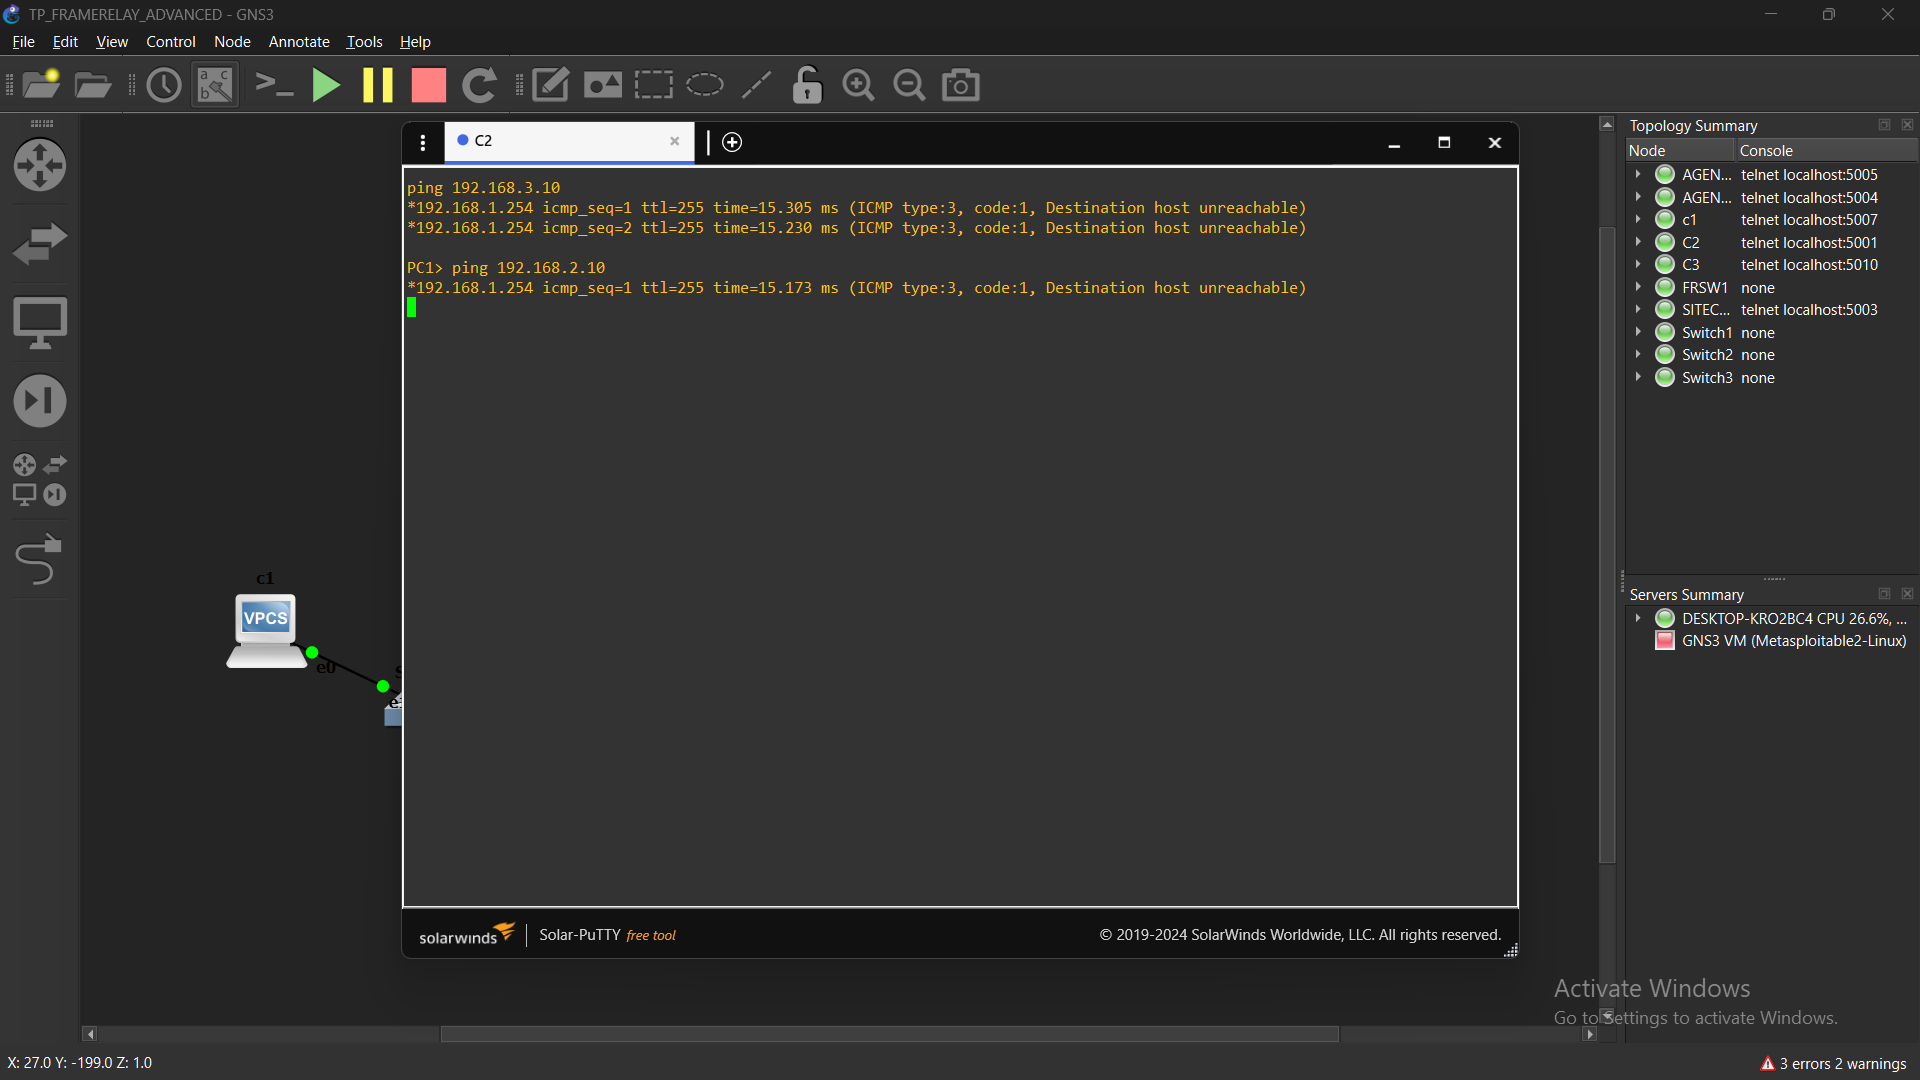 TP_FRAMERELAY_ADVANCED - GNS3
File Edit View Control Node Annotate Tools Help
a c
b
C2
ping 192.168.3.10
*192.168.1.254 icmp_seq=1 ttl=255 time=15.305 ms (ICMP type:3, code:1, Destination host unreachable)
*192.168.1.254 icmp_seq=2 ttl=255 time=15.230 ms (ICMP type:3, code:1, Destination host unreachable)
PC1> ping 192.168.2.10
*192.168.1.254 icmp_seq=1 ttl=255 time=15.173 ms (ICMP type:3, code:1, Destination host unreachable)
c1
VPCS
e0
solarwinds
Solar-PuTTY free tool
© 2019-2024 SolarWinds Worldwide, LLC. All rights reserved.
Topology Summary
Node Console
AGEN... telnet localhost:5005
AGEN... telnet localhost:5004
c1 telnet localhost:5007
C2 telnet localhost:5001
C3 telnet localhost:5010
FRSW1 none
SITEC... telnet localhost:5003
Switch1 none
Switch2 none
Switch3 none
Servers Summary
DESKTOP-KRO2BC4 CPU 26.6%, ...
GNS3 VM (Metasploitable2-Linux)
Activate Windows
Go to Settings to activate Windows.
X: 27.0 Y: -199.0 Z: 1.0
3 errors 2 warnings